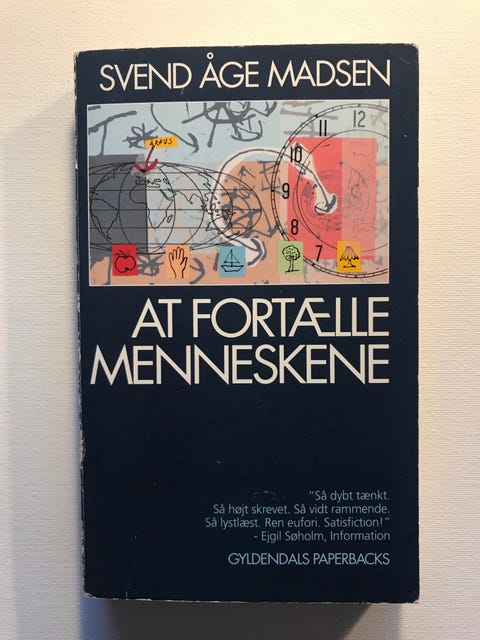 SVEND ÅGE MADSEN
ÅRHUS
12
11
10
9
8
7
AT FORTÆLLE
MENNESKENE
"Så dybt tænkt.
Så højt skrevet. Så vidt rammende.
Så lystlæst. Ren eufori. Satisfiction!"
- Ejgil Søholm, Information
GYLDENDALS PAPERBACKS